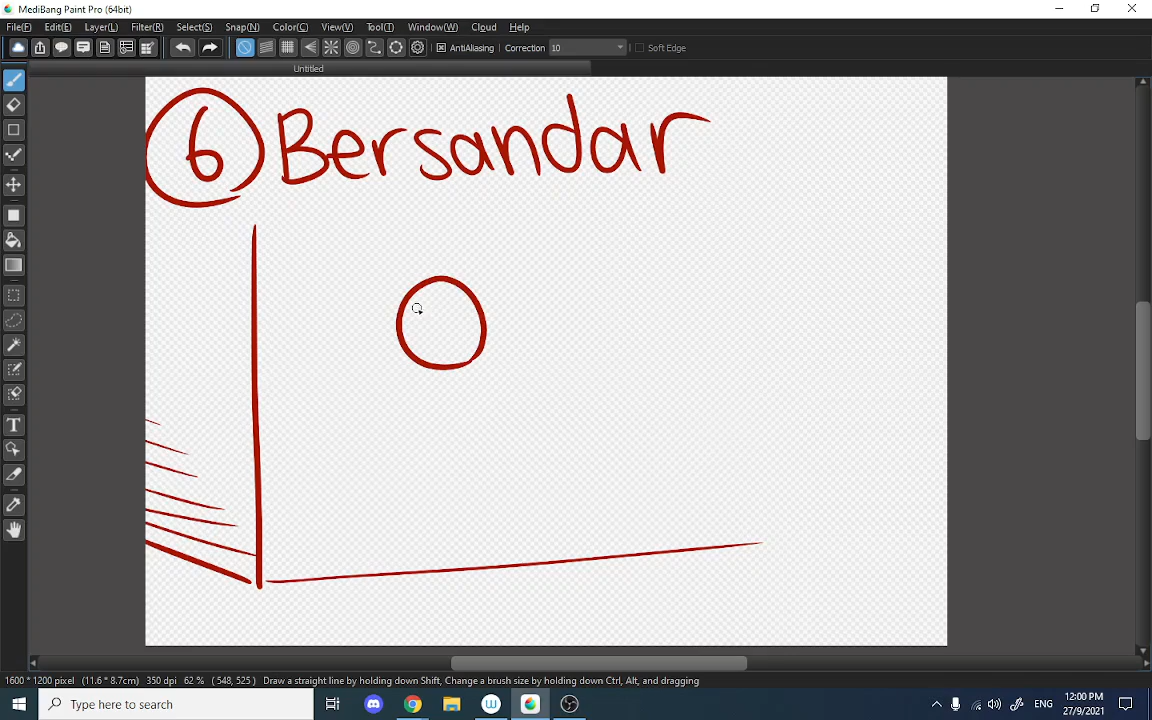 MediBang Paint Pro (64bit)
File(F) Edit(E) Layer(L) Filter(R) Select(S) Snap(N) Color(C) View(V) Tool(T) Window(W) Cloud Help
AntiAliasing Correction 10 Soft Edge
Untitled
6 Bersandar
1600 * 1200 pixel (11.6 * 8.7cm) 350 dpi 62 % ( 548, 525 ) Draw a straight line by holding down Shift, Change a brush size by holding down Ctrl, Alt, and dragging
Type here to search
ENG
12:00 PM
27/9/2021